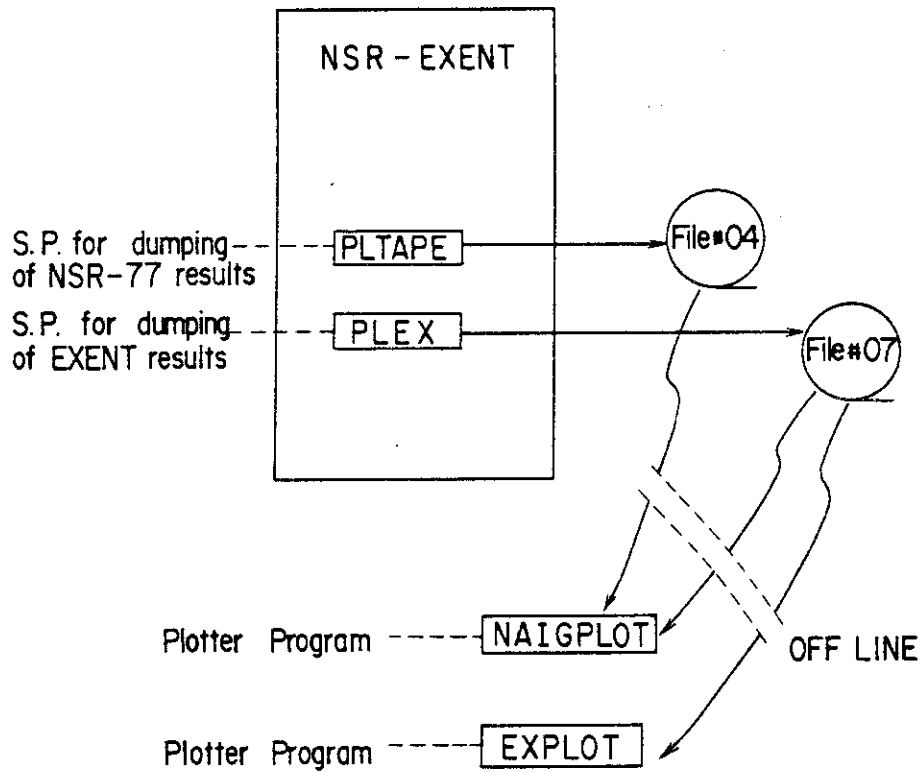 NSR-EXENT
S.P. for dumping
of NSR-77 results
PLTAPE
File#04
S.P. for dumping
of EXENT results
PLEX
File#07
Plotter Program
NAIGPLOT
OFF LINE
Plotter Program
EXPLOT